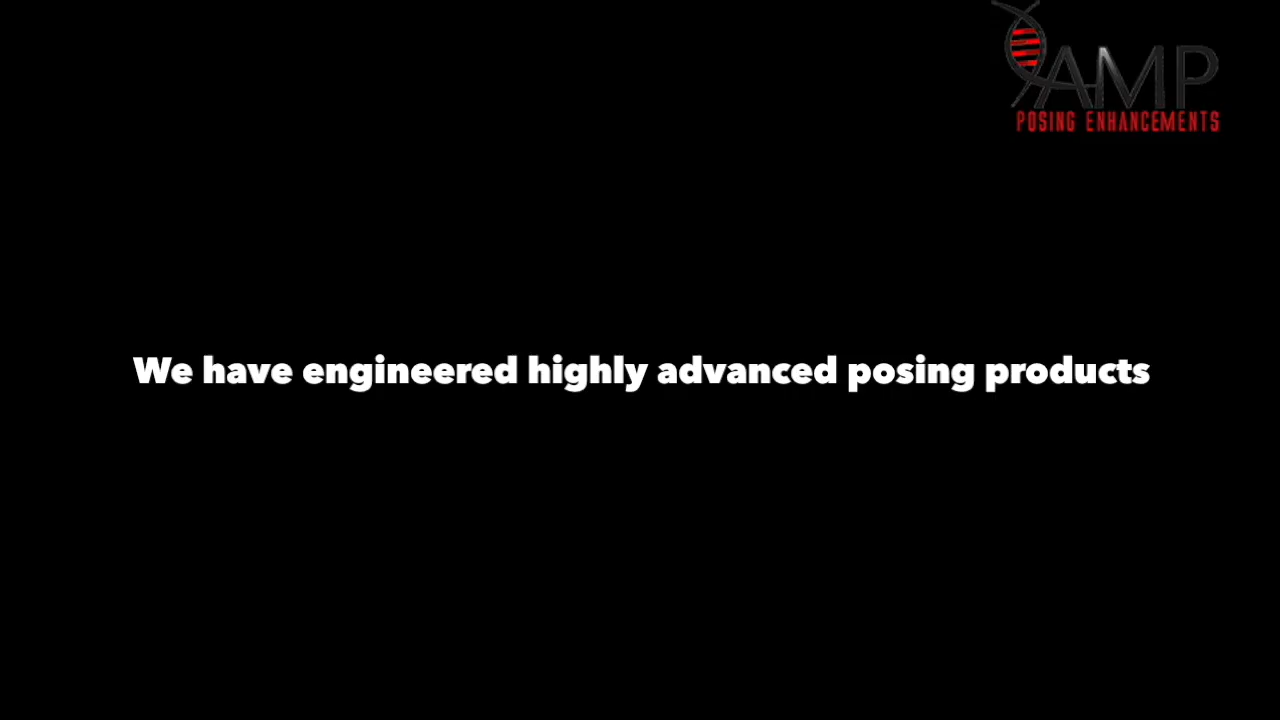 AMP
POSING ENHANCEMENTS
We have engineered highly advanced posing products